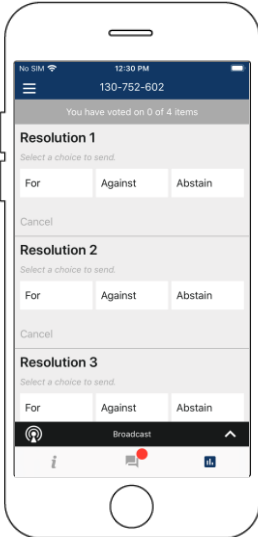 No SIM 12:30 PM
130-752-602
You have voted on 0 of 4 items
Resolution 1
Select a choice to send.
For Against Abstain
Cancel
Resolution 2
Select a choice to send.
For Against Abstain
Cancel
Resolution 3
Select a choice to send.
For Against Abstain
Broadcast